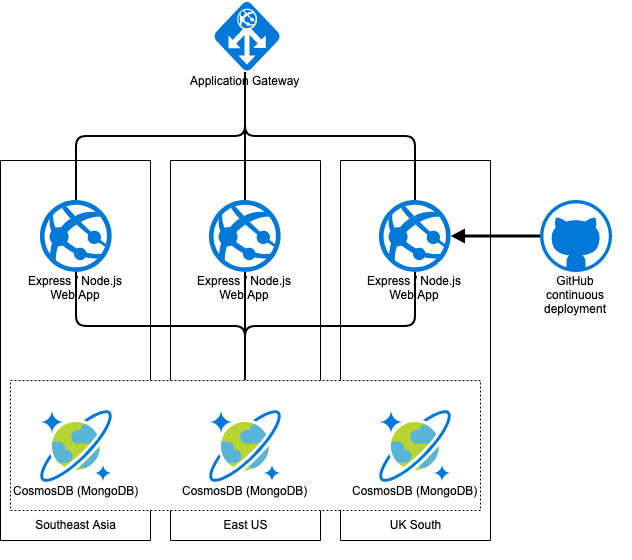 Application Gateway
Express / Node.js
Web App
Express / Node.js
Web App
Express / Node.js
Web App
GitHub
continuous
deployment
CosmosDB (MongoDB)
CosmosDB (MongoDB)
CosmosDB (MongoDB)
Southeast Asia
East US
UK South